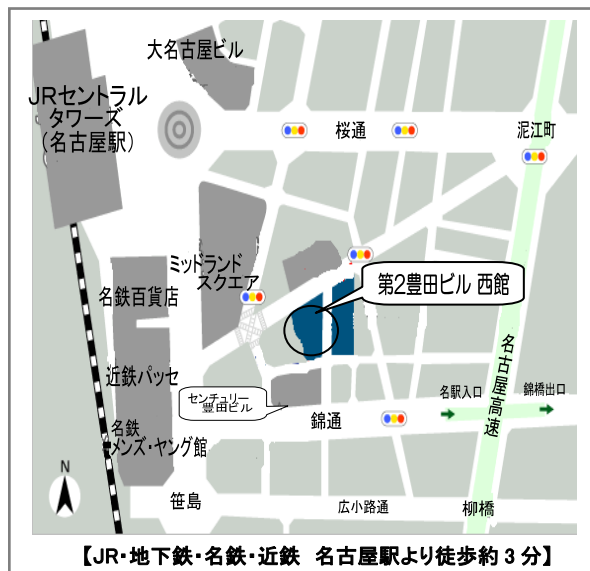 大名古屋ビル
JRセントラル
タワーズ
(名古屋駅)
桜通
泥江町
ミッドランド
スクエア
第2豊田ビル 西館
名鉄百貨店
近鉄パッセ
センチュリー
豊田ビル
名古屋高速
名駅入口
錦橋出口
錦通
名鉄
メンズ・ヤング館
N
笹島
広小路通
柳橋
【JR・地下鉄・名鉄・近鉄 名古屋駅より徒歩約3分】